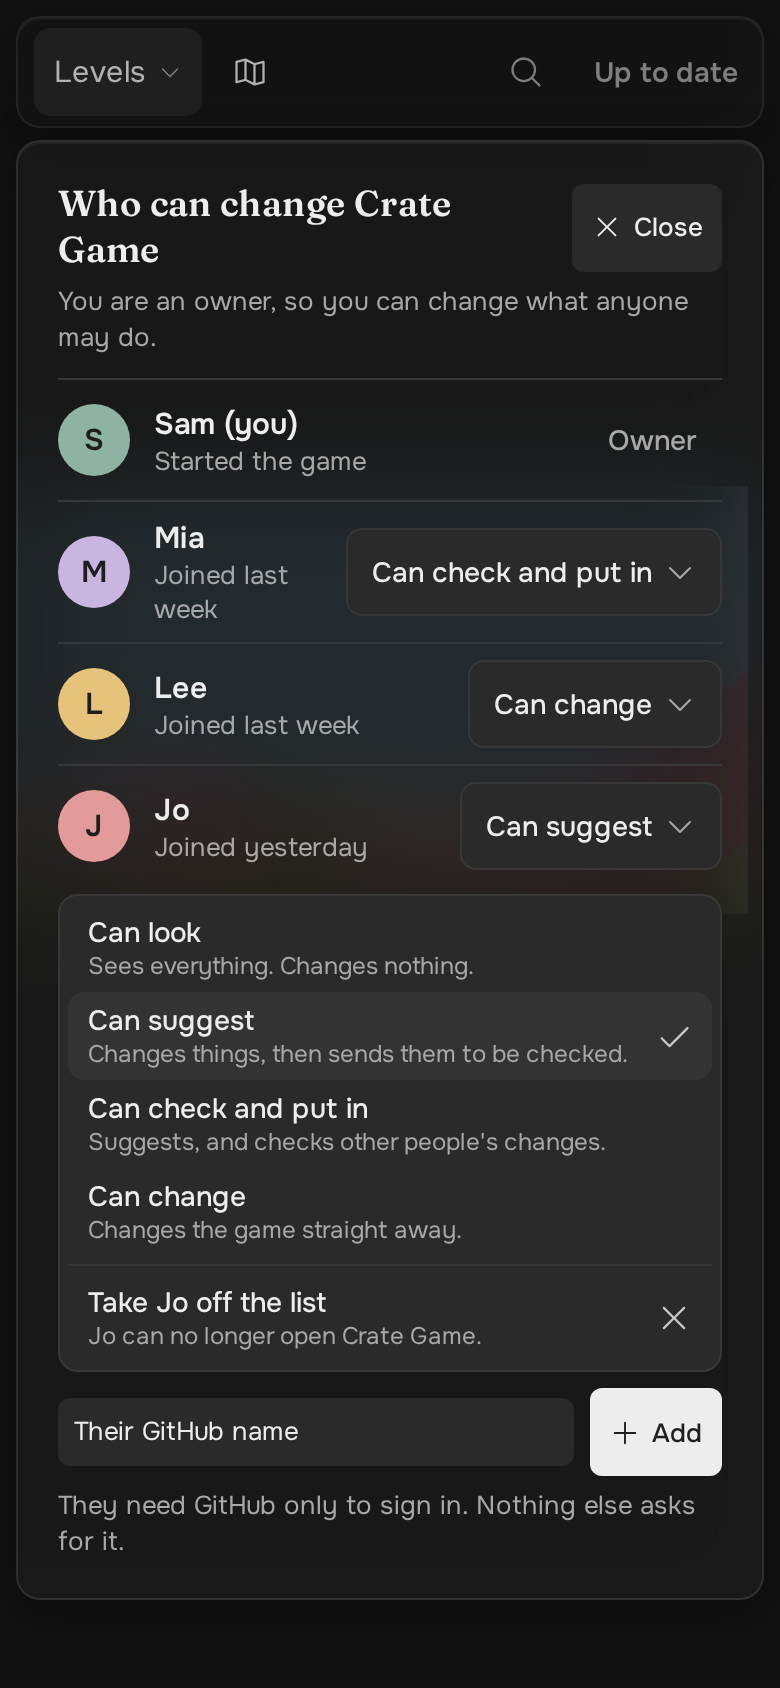 Levels
Up to date
Who can change Crate
Game
Close
You are an owner, so you can change what anyone
may do.
S
Sam (you)
Started the game
Owner
M
Mia
Joined last
week
Can check and put in
L
Lee
Joined last week
Can change
J
Jo
Joined yesterday
Can suggest
Can look
Sees everything. Changes nothing.
Can suggest
Changes things, then sends them to be checked.
Can check and put in
Suggests, and checks other people's changes.
Can change
Changes the game straight away.
Take Jo off the list
Jo can no longer open Crate Game.
Their GitHub name
Add
They need GitHub only to sign in. Nothing else asks
for it.